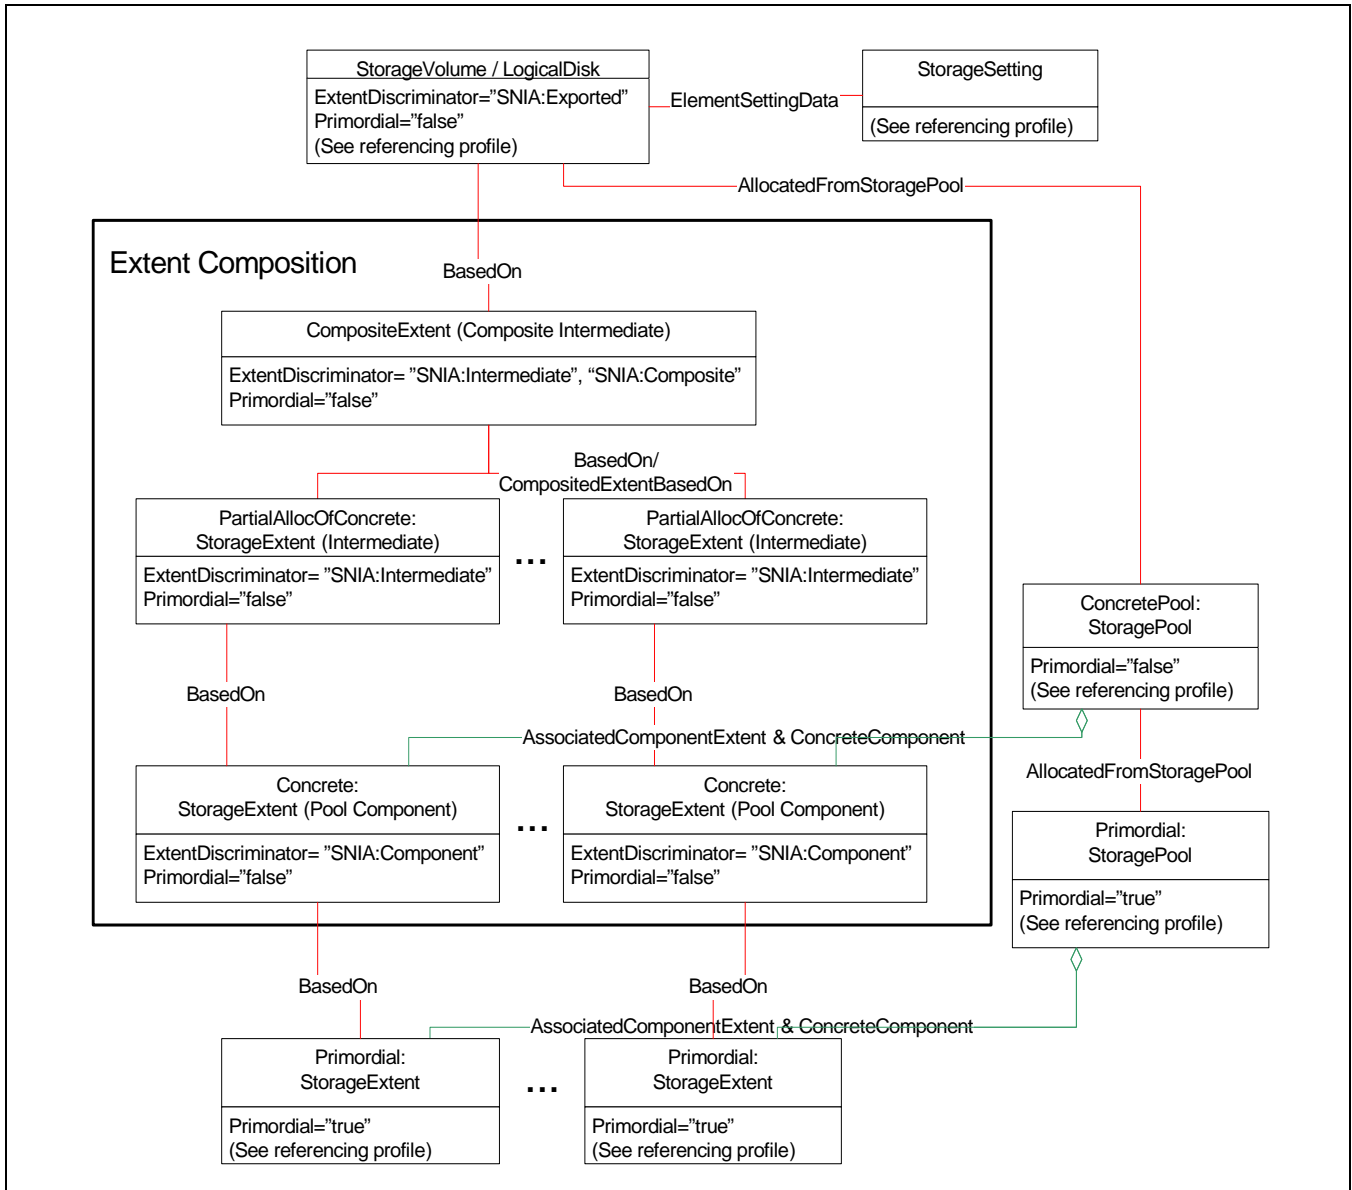 StorageVolume / LogicalDisk
ExtentDiscriminator=”SNIA:Exported”
Primordial=”false”
(See referencing profile)
ElementSettingData
StorageSetting
(See referencing profile)
AllocatedFromStoragePool
Extent Composition
BasedOn
CompositeExtent (Composite Intermediate)
ExtentDiscriminator= ”SNIA:Intermediate”, “SNIA:Composite”
Primordial=”false”
BasedOn/
CompositedExtentBasedOn
PartialAllocOfConcrete:
StorageExtent (Intermediate)
ExtentDiscriminator= ”SNIA:Intermediate”
Primordial=”false”
...
PartialAllocOfConcrete:
StorageExtent (Intermediate)
ExtentDiscriminator= ”SNIA:Intermediate”
Primordial=”false”
ConcretePool:
StoragePool
Primordial=”false”
(See referencing profile)
BasedOn
BasedOn
AssociatedComponentExtent & ConcreteComponent
AllocatedFromStoragePool
Concrete:
StorageExtent (Pool Component)
ExtentDiscriminator= ”SNIA:Component”
Primordial=”false”
...
Concrete:
StorageExtent (Pool Component)
ExtentDiscriminator= ”SNIA:Component”
Primordial=”false”
Primordial:
StoragePool
Primordial=”true”
(See referencing profile)
BasedOn
BasedOn
AssociatedComponentExtent & ConcreteComponent
Primordial:
StorageExtent
Primordial=”true”
(See referencing profile)
...
Primordial:
StorageExtent
Primordial=”true”
(See referencing profile)